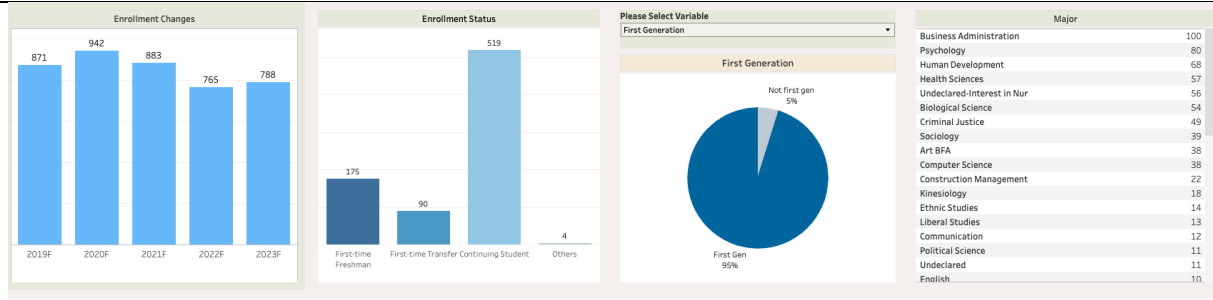 Enrollment Changes
871
942
883
765
788
2019F
2020F
2021F
2022F
2023F
Enrollment Status
175
90
519
4
First-time
Freshman
First-time Transfer
Continuing Student
Others
Please Select Variable
First Generation
First Generation
Not first gen
5%
First Gen
95%
Major
Business Administration 100
Psychology 80
Human Development 68
Health Sciences 57
Undeclared-Interest in Nur 56
Biological Science 54
Criminal Justice 49
Sociology 39
Art BFA 38
Computer Science 38
Construction Management 22
Kinesiology 18
Ethnic Studies 14
Liberal Studies 13
Communication 12
Political Science 11
Undeclared 11
English 10